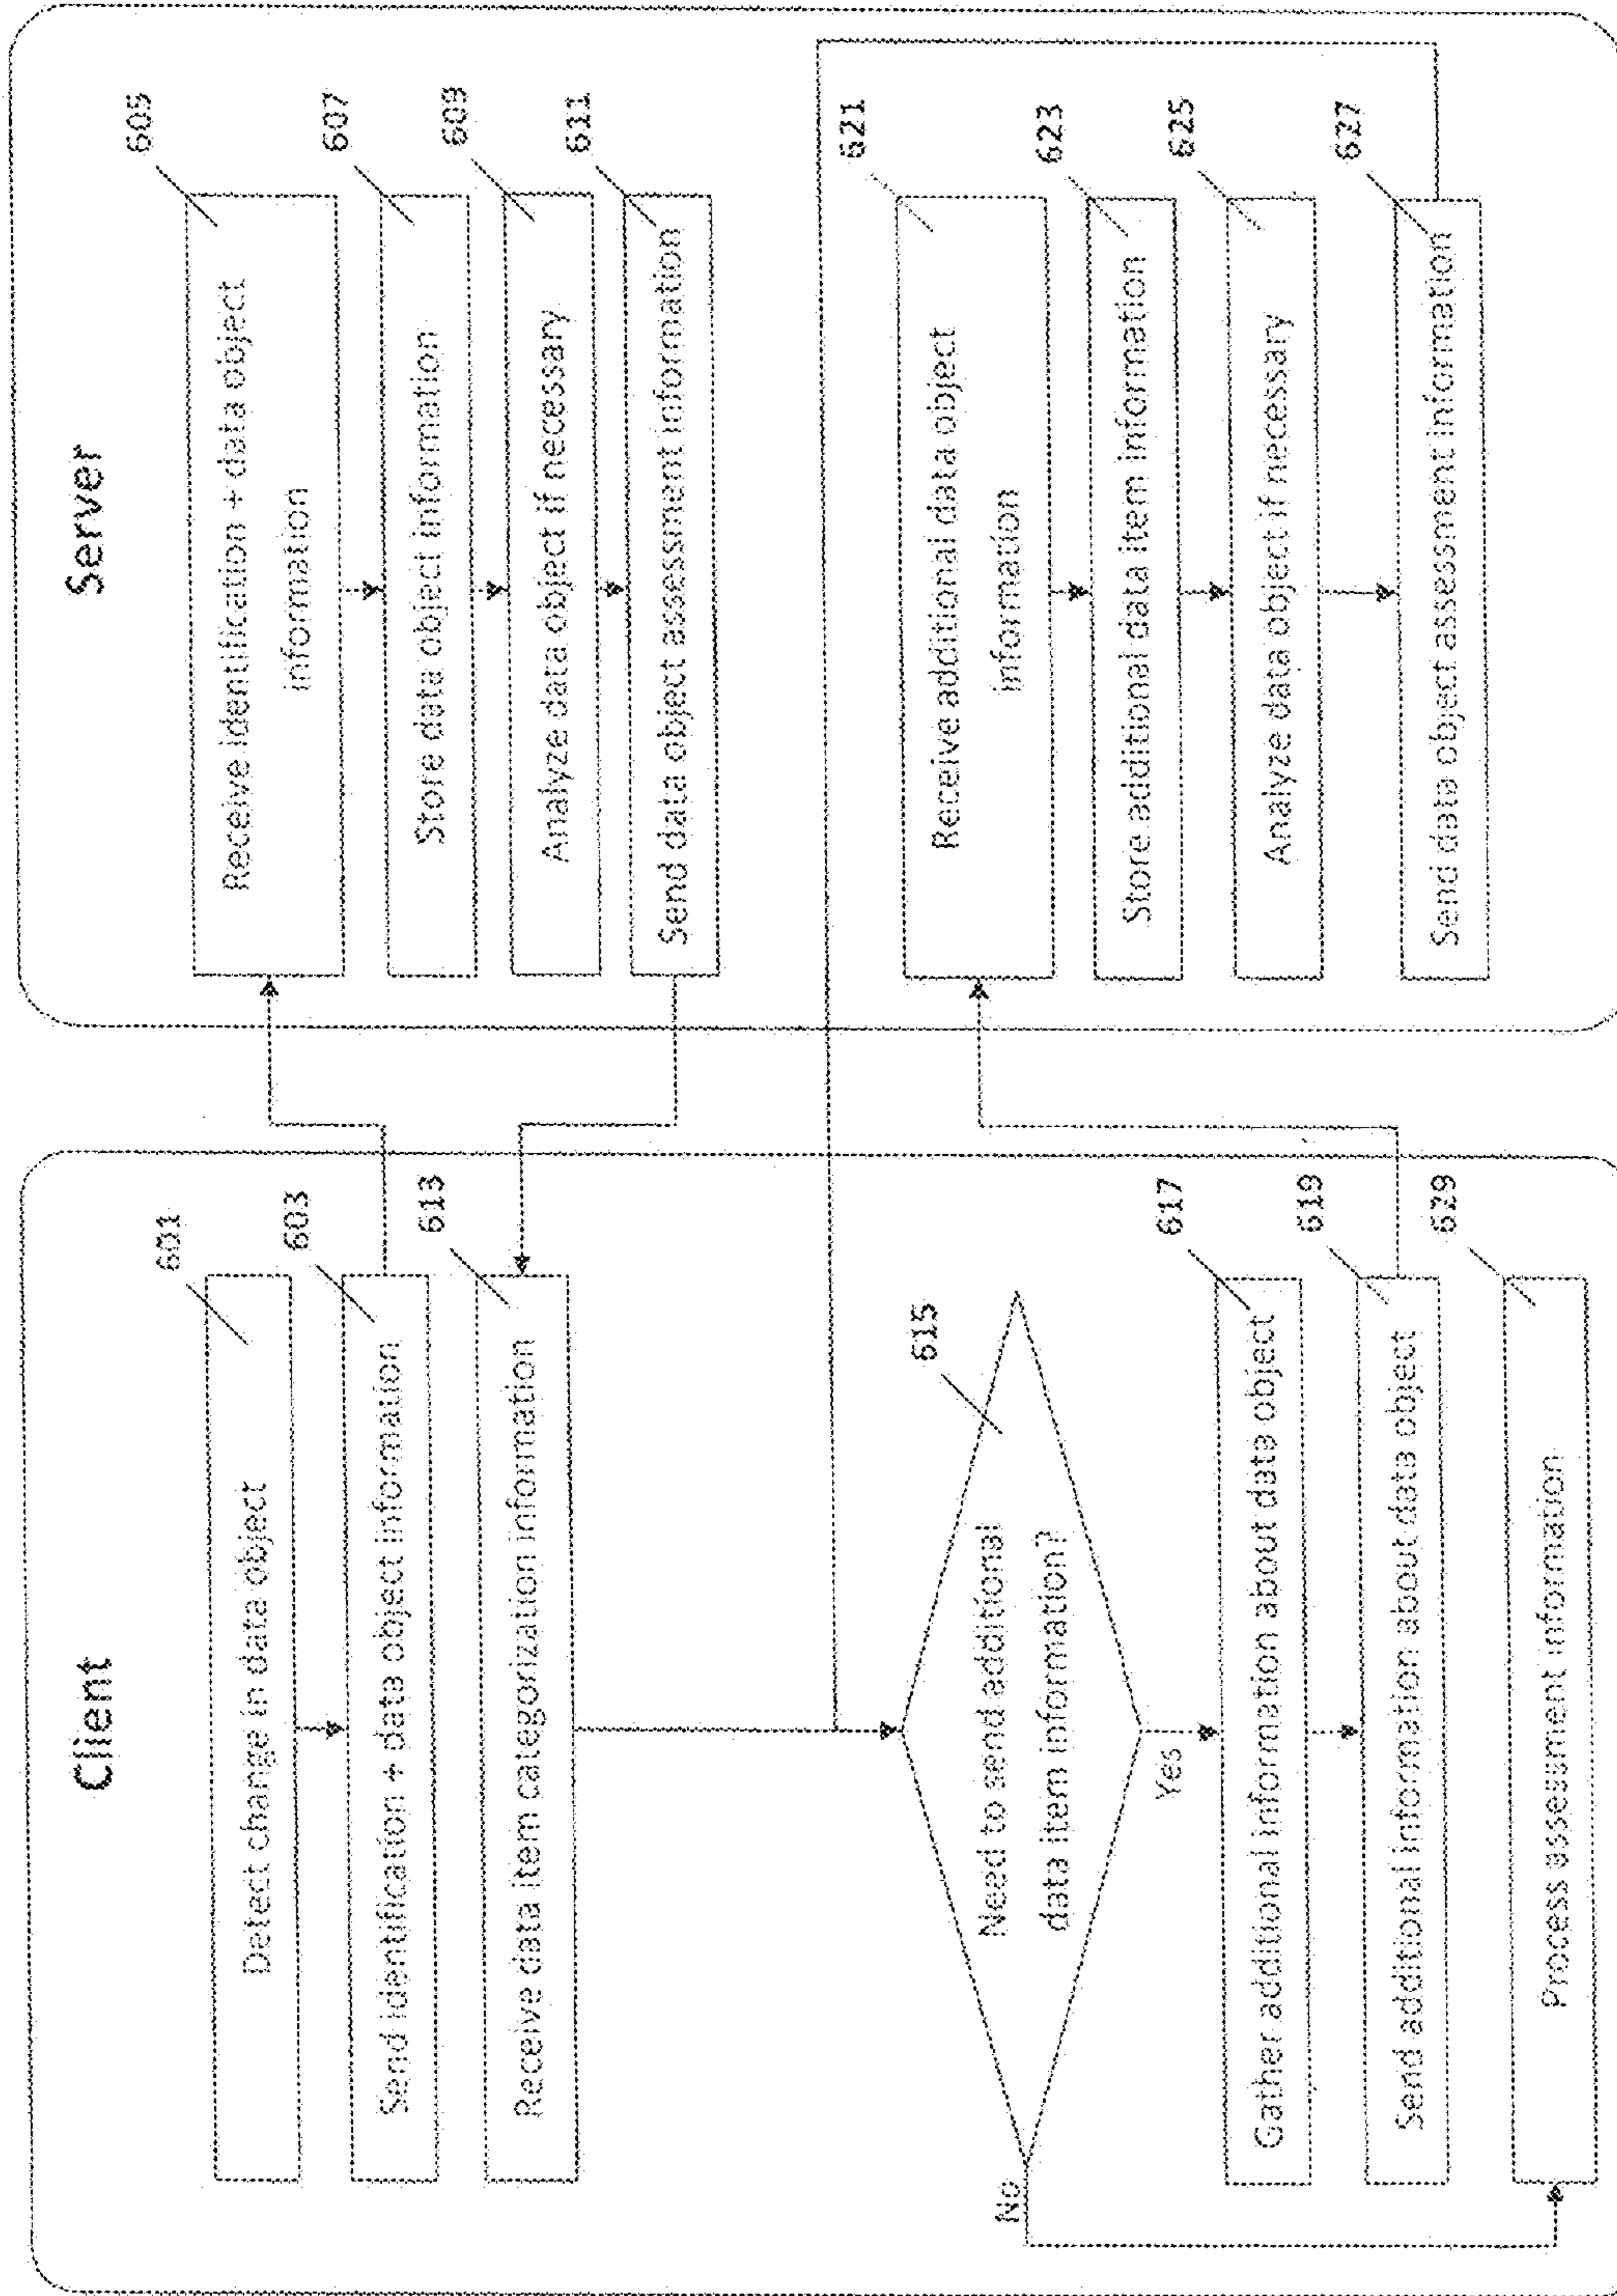 Client
601
Detect change in data object
603
Send identification + data object information
613
Receive data item categorization information
615
Need to send additional
data item information?
Yes
No
617
Gather additional information about date object
619
Send additional information about data object
629
Process assessment information
Server
605
Receive identification + data object
information
607
Store data object information
609
Analyze data object if necessary
611
Send data object assessment information
621
Receive additional data object
information
623
Store additional data item information
625
Analyze data object if necessary
627
Send data object assessment information